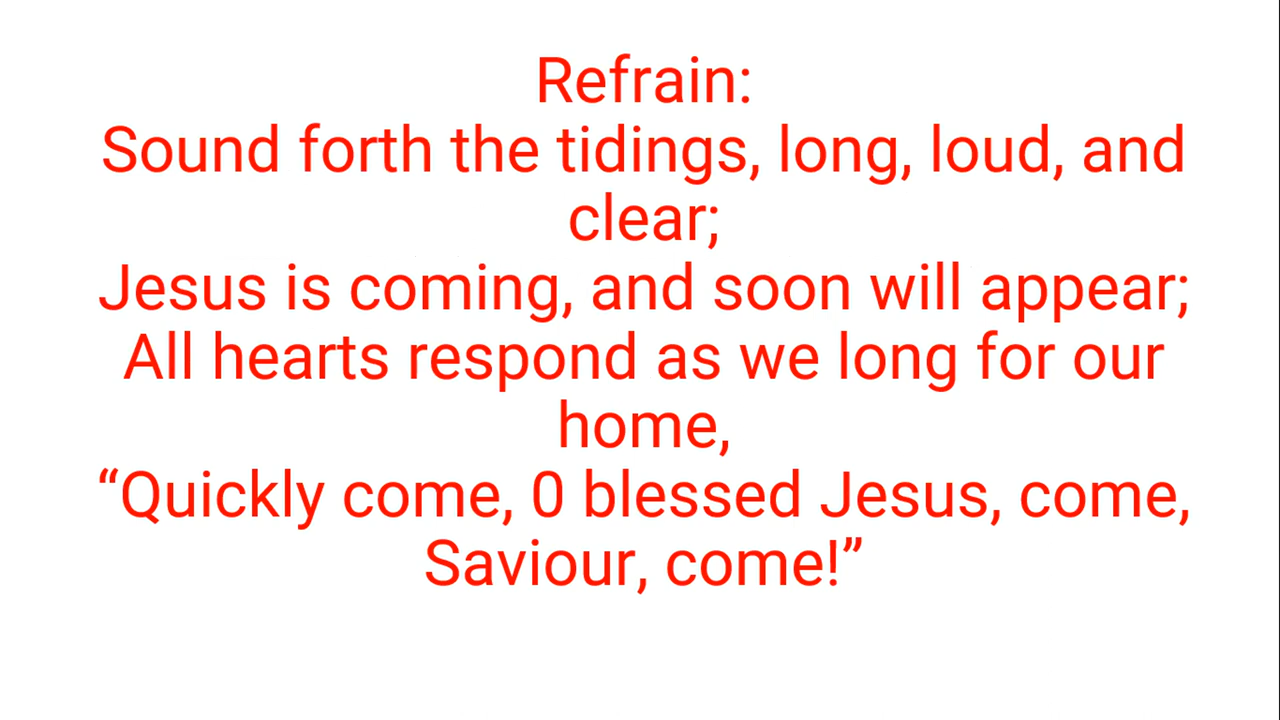 Refrain:
Sound forth the tidings, long, loud, and
clear;
Jesus is coming, and soon will appear;
All hearts respond as we long for our
home,
“Quickly come, 0 blessed Jesus, come,
Saviour, come!”